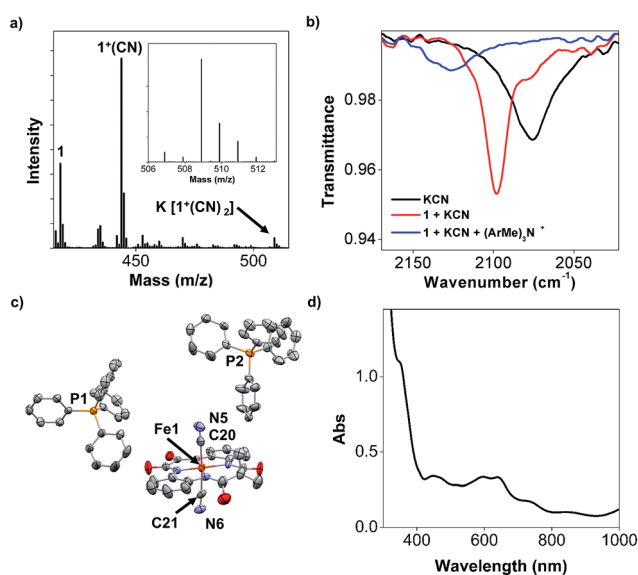 a)
1⁺(CN)
1
K [1⁺(CN)₂]
Intensity
450
500
Mass (m/z)
506 508 510 512
Mass (m/z)
b)
Transmittance
0.98
0.96
0.94
KCN
1 + KCN
1 + KCN + (ArMe)₃N⁺
2150
2100
2050
Wavenumber (cm⁻¹)
c)
P1
P2
Fe1
N5
C20
C21
N6
d)
Abs
1.0
0.5
0.0
400 600 800 1000
Wavelength (nm)